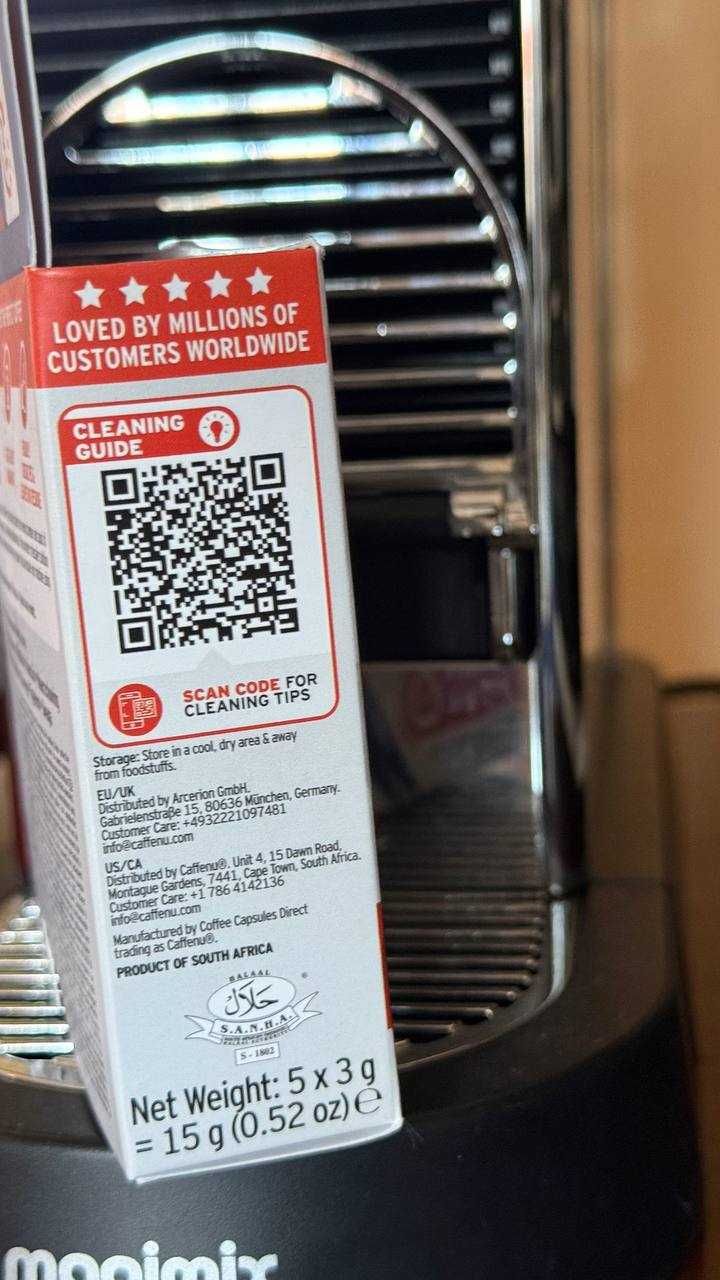 LOVED BY MILLIONS OF
CUSTOMERS WORLDWIDE
CLEANING
GUIDE
SCAN CODE FOR
CLEANING TIPS
Storage: Store in a cool, dry area & away
from foodstuffs.
EU/UK
Distributed by Arcerion GmbH.
Gabrielenstraße 15, 80636 München, Germany.
Customer Care: +4932221097481
info@caffenu.com
US/CA
Distributed by Caffenu®. Unit 4, 15 Dawn Road,
Montague Gardens, 7441, Cape Town, South Africa.
Customer Care: +1 786 4142136
info@caffenu.com
Manufactured by Coffee Capsules Direct
trading as Caffenu®.
PRODUCT OF SOUTH AFRICA
HALAAL
®
حلال
S.A.N.H.A.
S - 1802
Net Weight: 5 x 3 g
= 15 g (0.52 oz) ℮
magimix